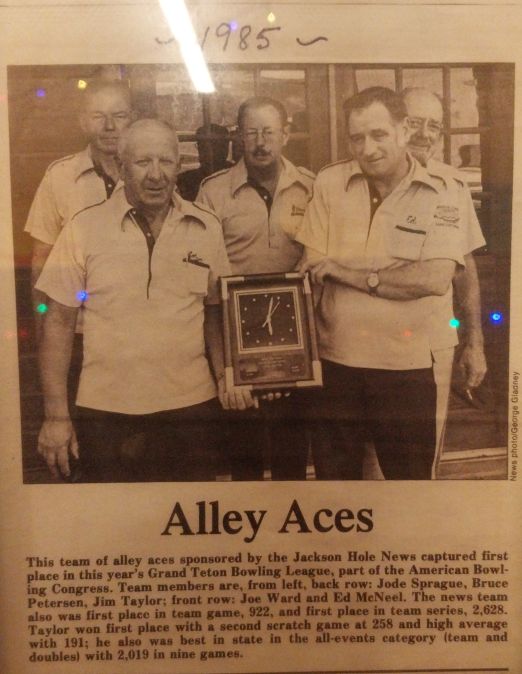 ~ 1985 ~
Ed
News photo/George Gladney
Alley Aces
This team of alley aces sponsored by the Jackson Hole News captured first
place in this year's Grand Teton Bowling League, part of the American Bowl-
ing Congress. Team members are, from left, back row: Jode Sprague, Bruce
Petersen, Jim Taylor; front row: Joe Ward and Ed McNeel. The news team
also was first place in team game, 922, and first place in team series, 2,628.
Taylor won first place with a second scratch game at 258 and high average
with 191; he also was best in state in the all-events category (team and
doubles) with 2,019 in nine games.